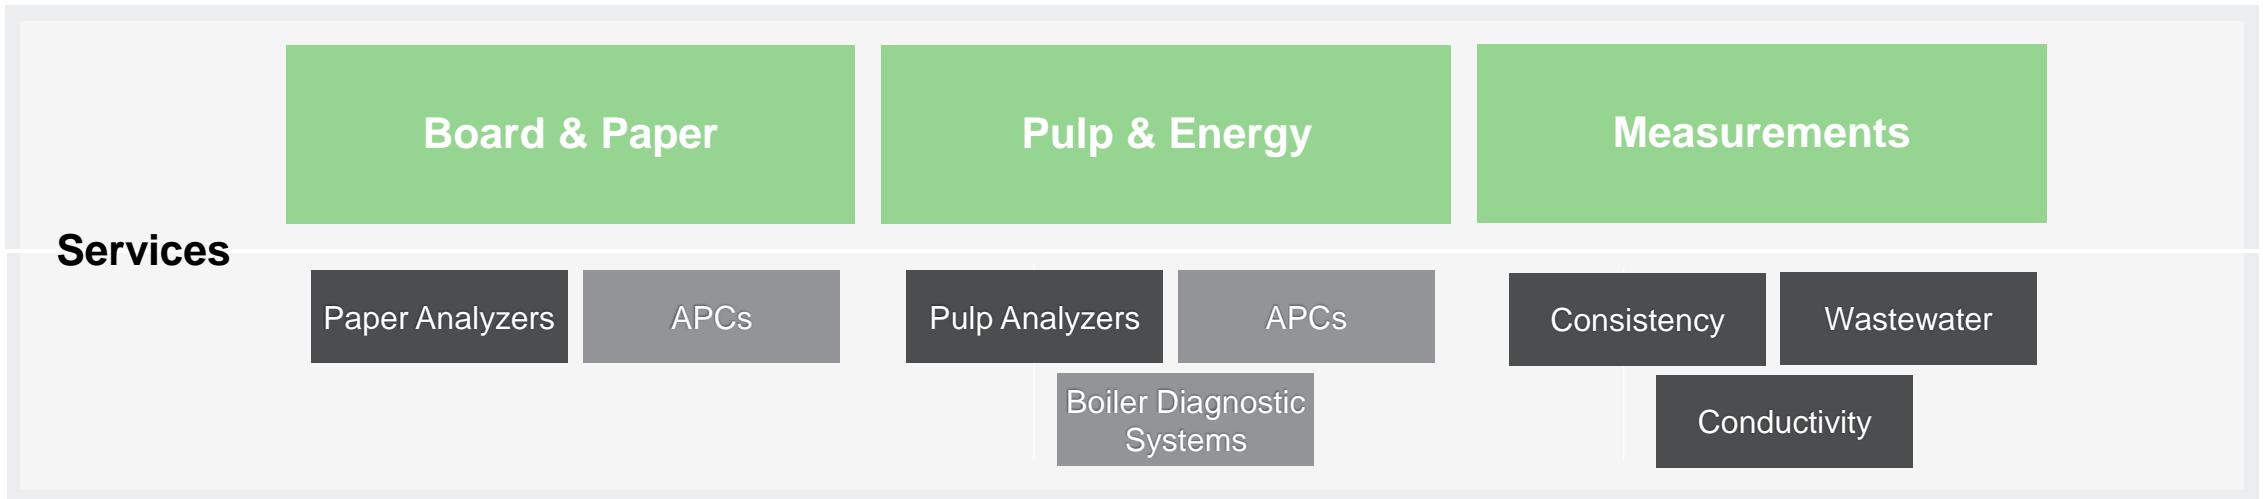 Board & Paper
Pulp & Energy
Measurements
Services
Paper Analyzers
APCs
Pulp Analyzers
APCs
Consistency
Wastewater
Boiler Diagnostic
Systems
Conductivity